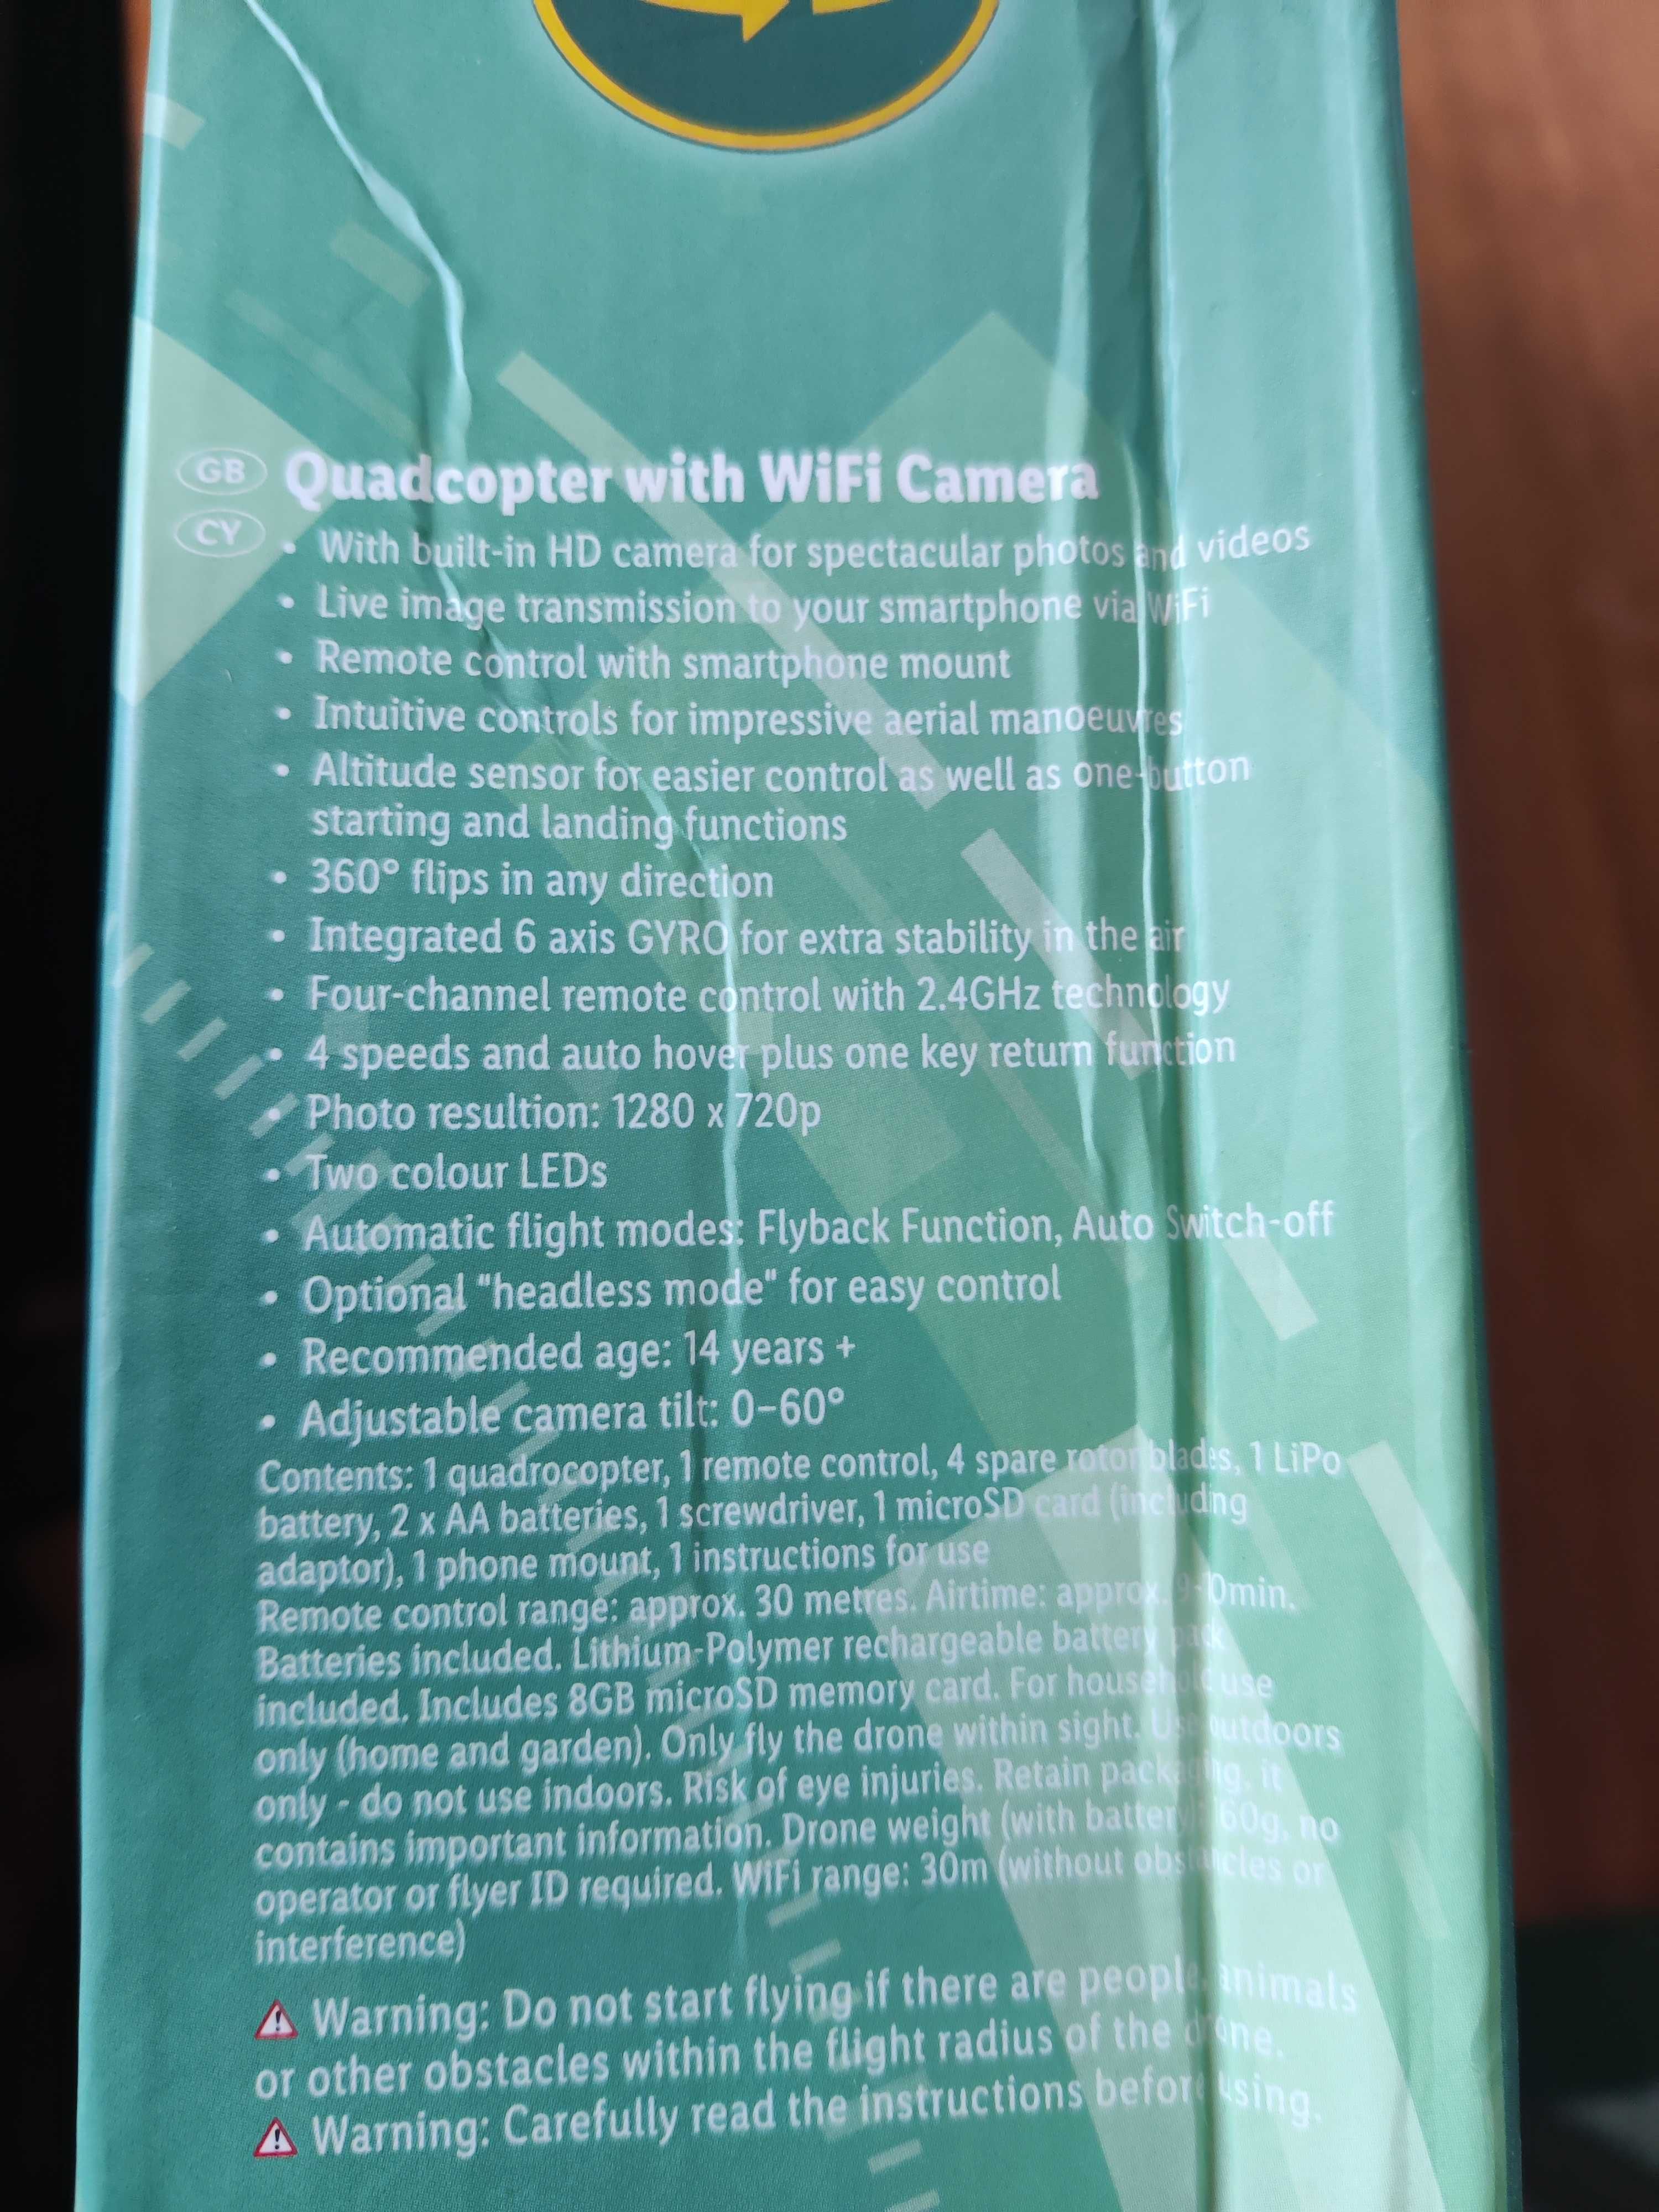 GB Quadcopter with WiFi Camera
CY
• With built-in HD camera for spectacular photos and videos
• Live image transmission to your smartphone via WiFi
• Remote control with smartphone mount
• Intuitive controls for impressive aerial manoeuvres
• Altitude sensor for easier control as well as one-button
starting and landing functions
• 360° flips in any direction
• Integrated 6 axis GYRO for extra stability in the air
• Four-channel remote control with 2.4GHz technology
• 4 speeds and auto hover plus one key return function
• Photo resultion: 1280 x 720p
• Two colour LEDs
• Automatic flight modes: Flyback Function, Auto Switch-off
• Optional "headless mode" for easy control
• Recommended age: 14 years +
• Adjustable camera tilt: 0–60°
Contents: 1 quadrocopter, 1 remote control, 4 spare rotor blades, 1 LiPo
battery, 2 x AA batteries, 1 screwdriver, 1 microSD card (including
adaptor), 1 phone mount, 1 instructions for use
Remote control range: approx. 30 metres. Airtime: approx.
Batteries included. Lithium-Polymer rechargeable battery pack
included. Includes 8GB microSD memory card. For household use
only (home and garden). Only fly the drone within sight. Use outdoors
only - do not use indoors. Risk of eye injuries. Retain packaging, it
contains important information. Drone weight (with battery) no
operator or flyer ID required. WiFi range: 30m (without obstacles or
interference)
Warning: Do not start flying if there are people, animals
or other obstacles within the flight radius of the drone.
Warning: Carefully read the instructions before using.